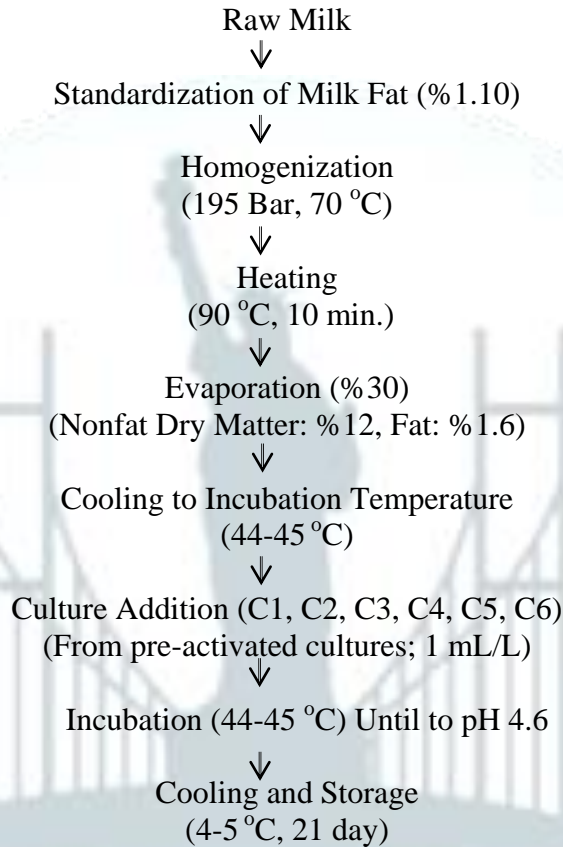 Raw Milk
Standardization of Milk Fat (%1.10)
Homogenization
(195 Bar, 70 °C)
Heating
(90 °C, 10 min.)
Evaporation (%30)
(Nonfat Dry Matter: %12, Fat: %1.6)
Cooling to Incubation Temperature
(44-45 °C)
Culture Addition (C1, C2, C3, C4, C5, C6)
(From pre-activated cultures; 1 mL/L)
Incubation (44-45 °C) Until to pH 4.6
Cooling and Storage
(4-5 °C, 21 day)